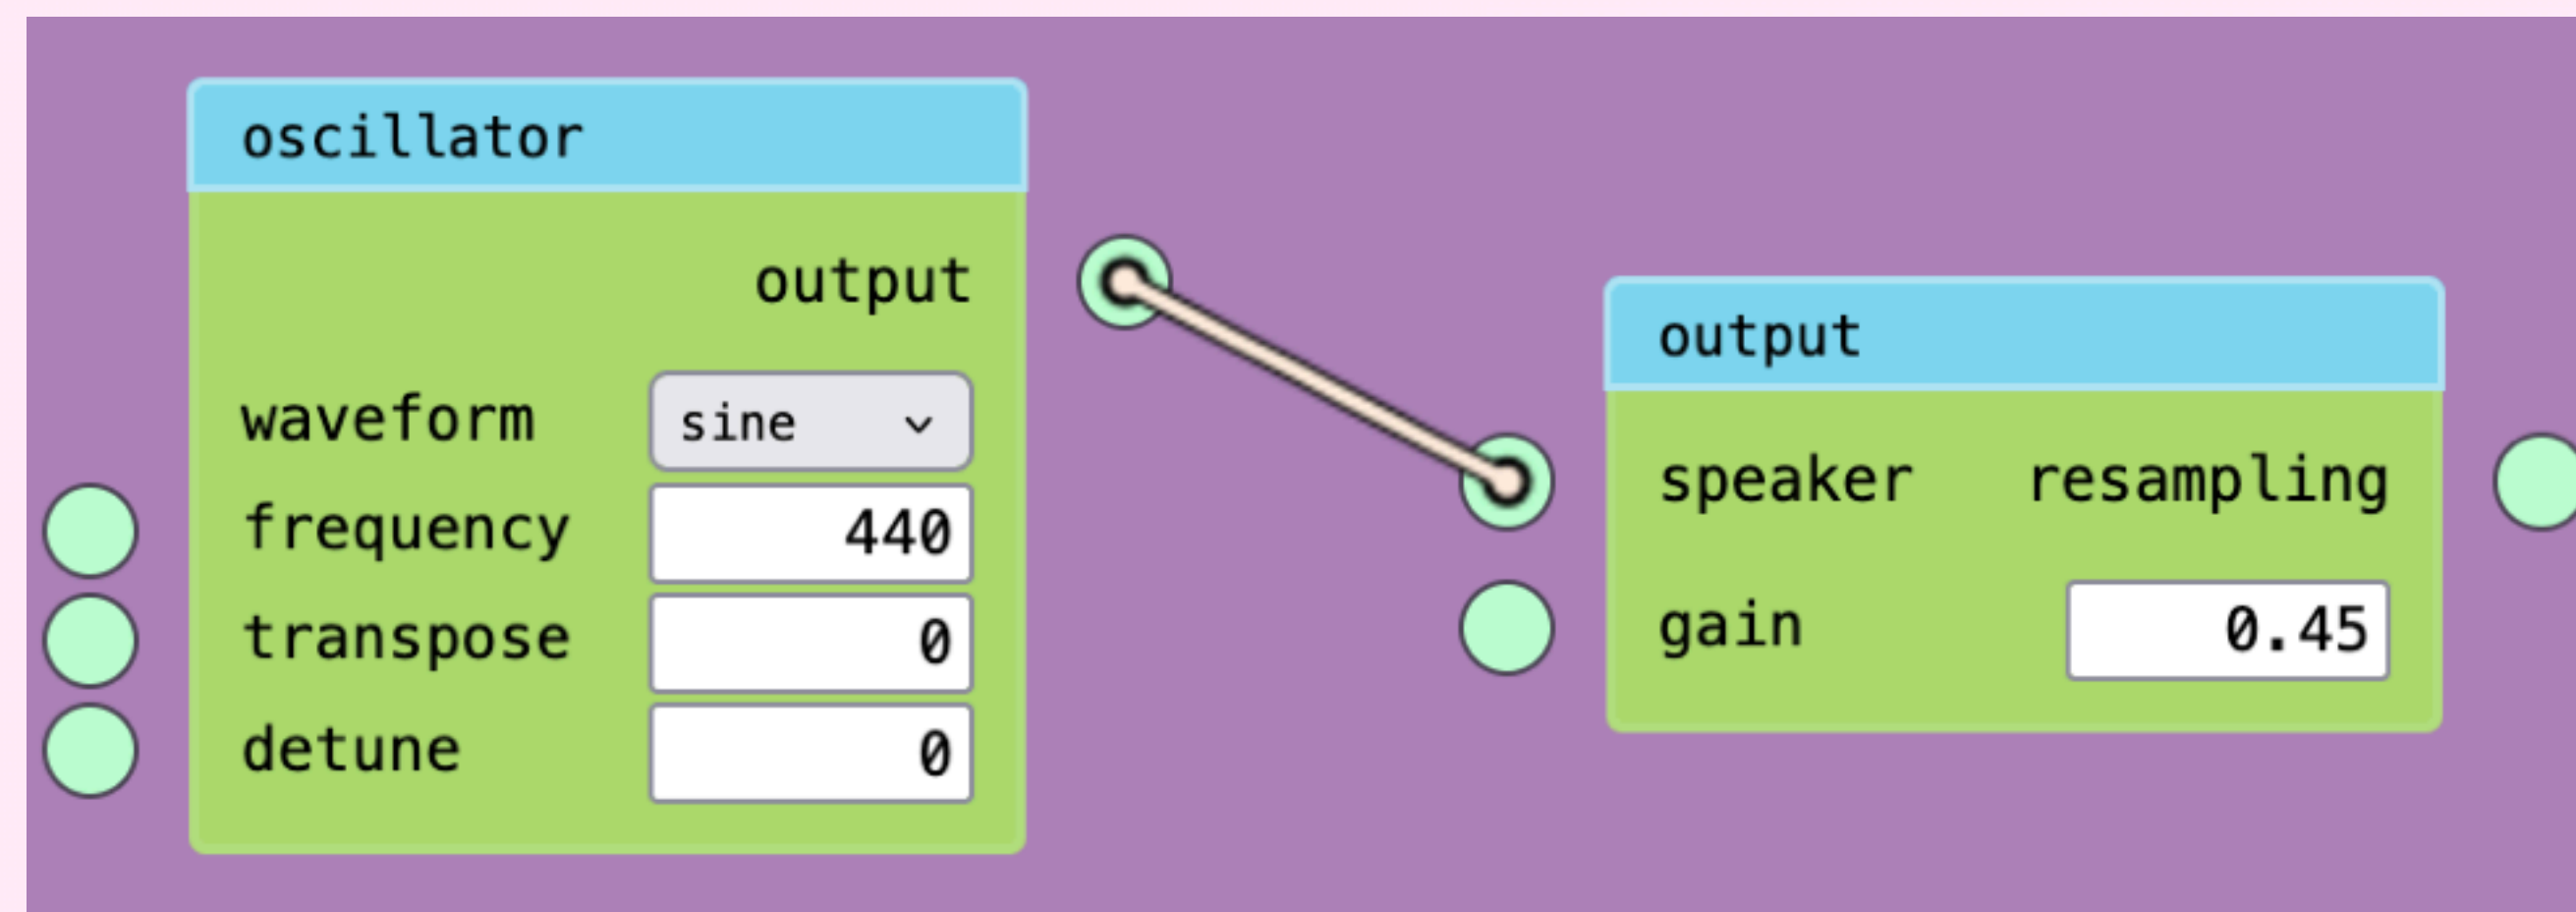 oscillator
output
waveform sine
frequency 440
transpose 0
detune 0
output
speaker resampling
gain 0.45